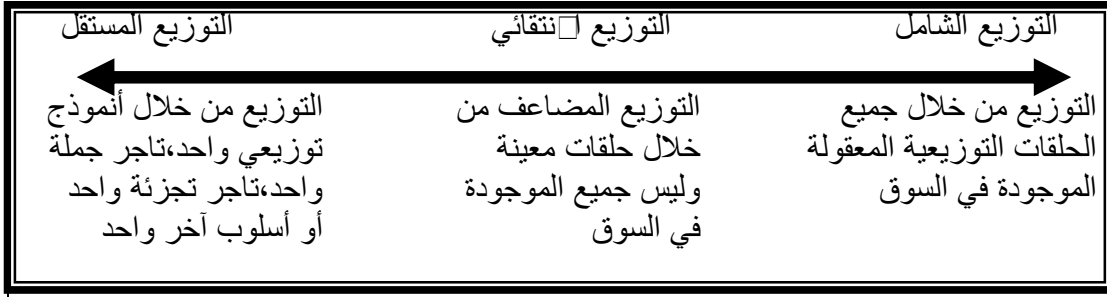 التوزيع الشامل
التوزيع من خلال جميع
الحلقات التوزيعية المعقولة
الموجودة في السوق
التوزيع
التوزيع المضاعف من
خلال حلقات معينة
وليس جميع الموجودة
في السوق
التوزيع المستقل
التوزيع من خلال أنموذج
توزيعي واحد،تاجر جملة
واحد،تاجر تجزئة واحد
أو أسلوب آخر واحد